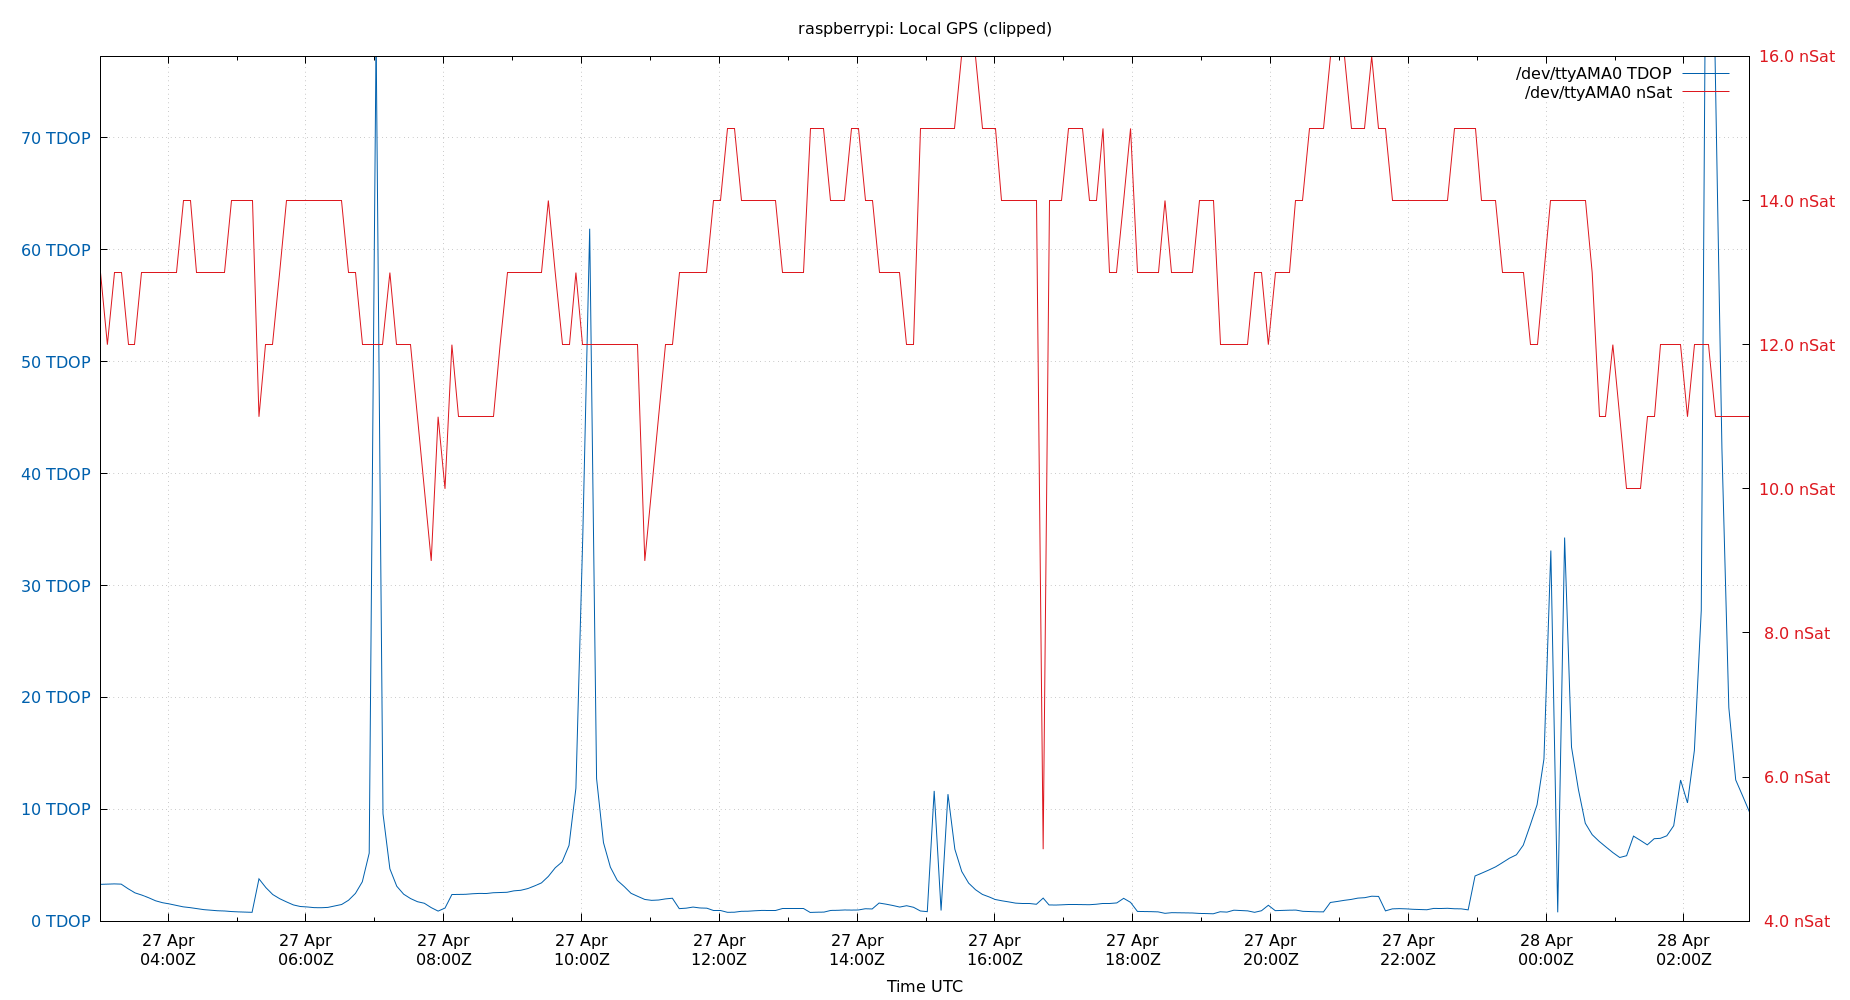 raspberrypi: Local GPS (clipped)
/dev/ttyAMA0 TDOP
/dev/ttyAMA0 nSat
70 TDOP
60 TDOP
50 TDOP
40 TDOP
30 TDOP
20 TDOP
10 TDOP
0 TDOP
16.0 nSat
14.0 nSat
12.0 nSat
10.0 nSat
8.0 nSat
6.0 nSat
4.0 nSat
27 Apr
04:00Z
27 Apr
06:00Z
27 Apr
08:00Z
27 Apr
10:00Z
27 Apr
12:00Z
27 Apr
14:00Z
27 Apr
16:00Z
27 Apr
18:00Z
27 Apr
20:00Z
27 Apr
22:00Z
28 Apr
00:00Z
28 Apr
02:00Z
Time UTC